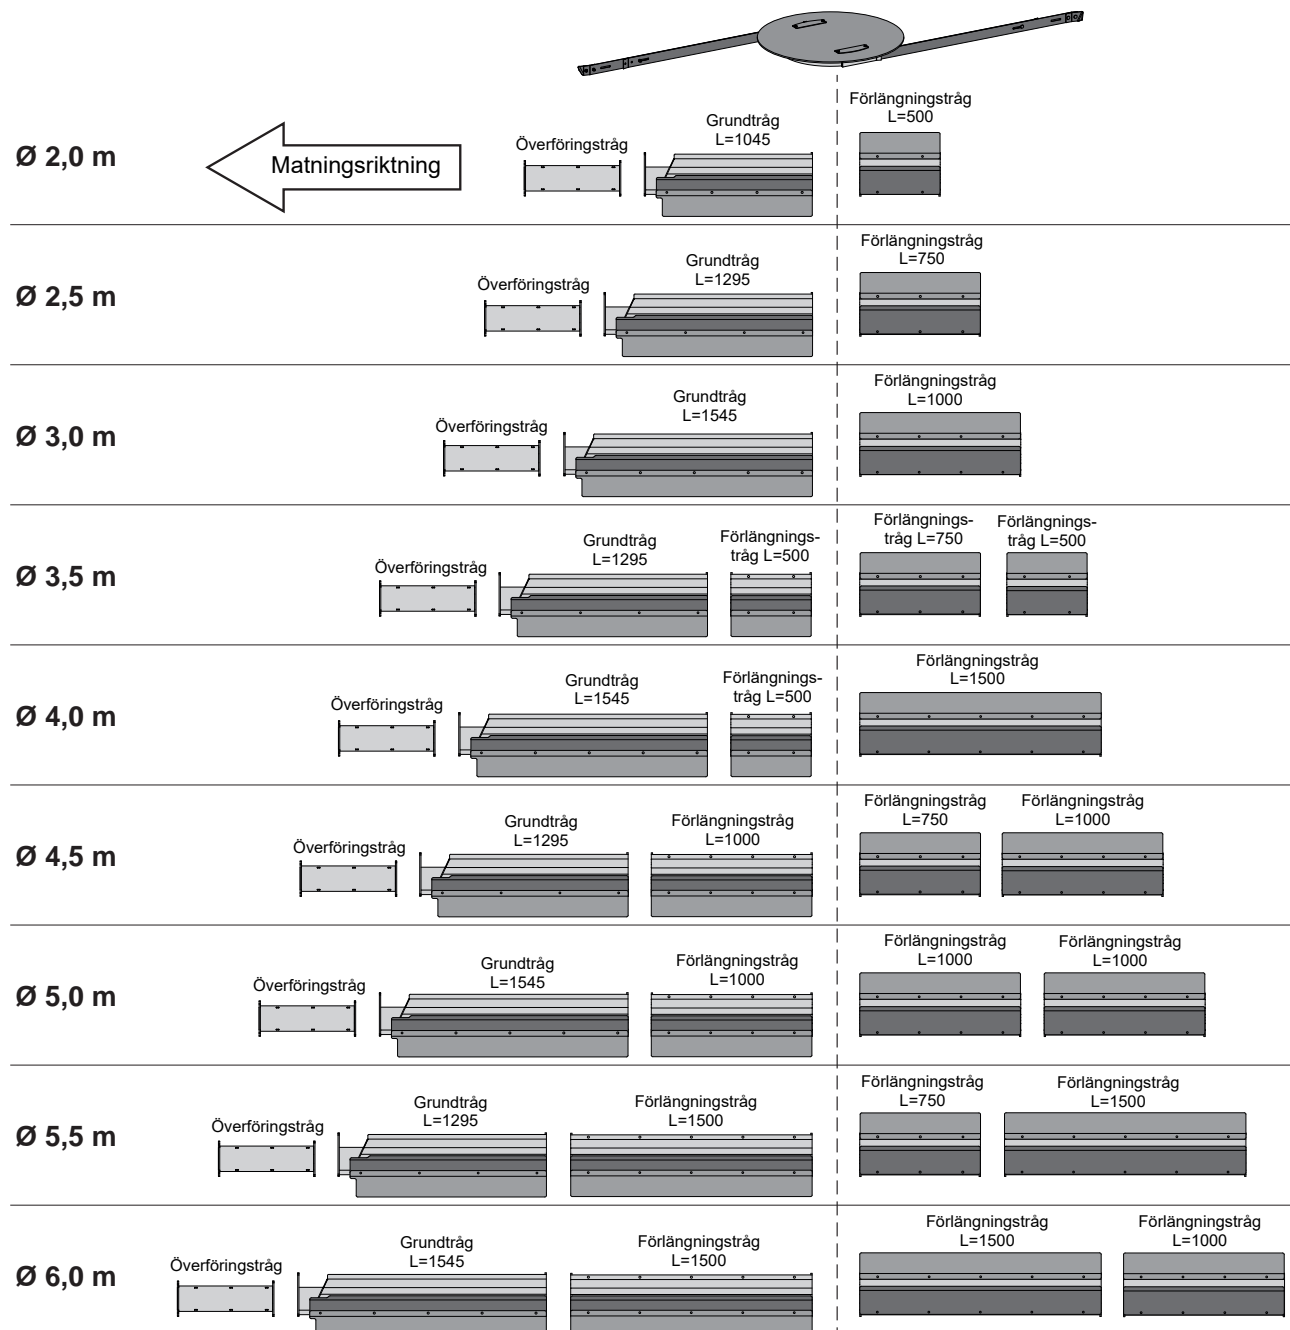 Ø 2,0 m
Matningsriktning
Överföringstråg
Grundtråg
L=1045
Förlängningstråg
L=500
Ø 2,5 m
Överföringstråg
Grundtråg
L=1295
Förlängningstråg
L=750
Ø 3,0 m
Överföringstråg
Grundtråg
L=1545
Förlängningstråg
L=1000
Ø 3,5 m
Överföringstråg
Grundtråg
L=1295
Förlängnings-
tråg L=500
Förlängnings-
tråg L=750
Förlängnings-
tråg L=500
Ø 4,0 m
Överföringstråg
Grundtråg
L=1545
Förlängnings-
tråg L=500
Förlängningstråg
L=1500
Ø 4,5 m
Överföringstråg
Grundtråg
L=1295
Förlängningstråg
L=1000
Förlängningstråg
L=750
Förlängningstråg
L=1000
Ø 5,0 m
Överföringstråg
Grundtråg
L=1545
Förlängningstråg
L=1000
Förlängningstråg
L=1000
Förlängningstråg
L=1000
Ø 5,5 m
Överföringstråg
Grundtråg
L=1295
Förlängningstråg
L=1500
Förlängningstråg
L=750
Förlängningstråg
L=1500
Ø 6,0 m
Överföringstråg
Grundtråg
L=1545
Förlängningstråg
L=1500
Förlängningstråg
L=1500
Förlängningstråg
L=1000